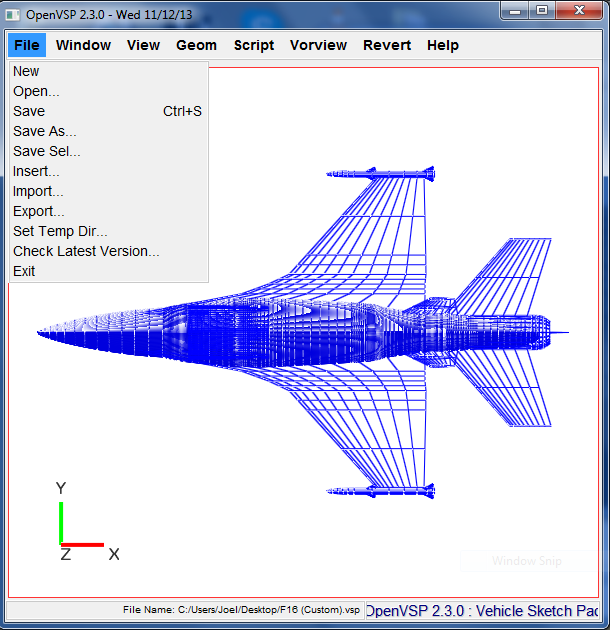 OpenVSP 2.3.0 - Wed 11/12/13
File Window View Geom Script Vorview Revert Help
New
Open...
Save Ctrl+S
Save As...
Save Sel...
Insert...
Import...
Export...
Set Temp Dir...
Check Latest Version...
Exit
Y
Z X
Window Snip
File Name: C:/Users/Joel/Desktop/F16 (Custom).vsp OpenVSP 2.3.0 : Vehicle Sketch Pad